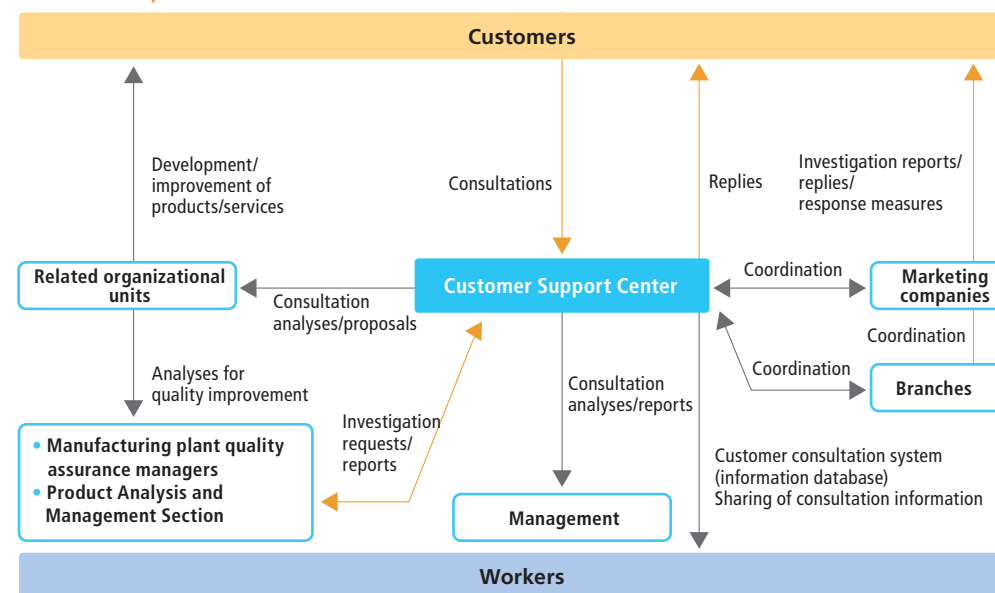 Customers
Development/
improvement of
products/services
Consultations
Replies
Investigation reports/
replies/
response measures
Related organizational
units
Customer Support Center
Coordination
Marketing
companies
Consultation
analyses/proposals
Coordination
Coordination
Branches
Analyses for
quality improvement
Consultation
analyses/reports
Investigation
requests/
reports
• Manufacturing plant quality
assurance managers
• Product Analysis and
Management Section
Customer consultation system
(information database)
Sharing of consultation information
Management
Workers